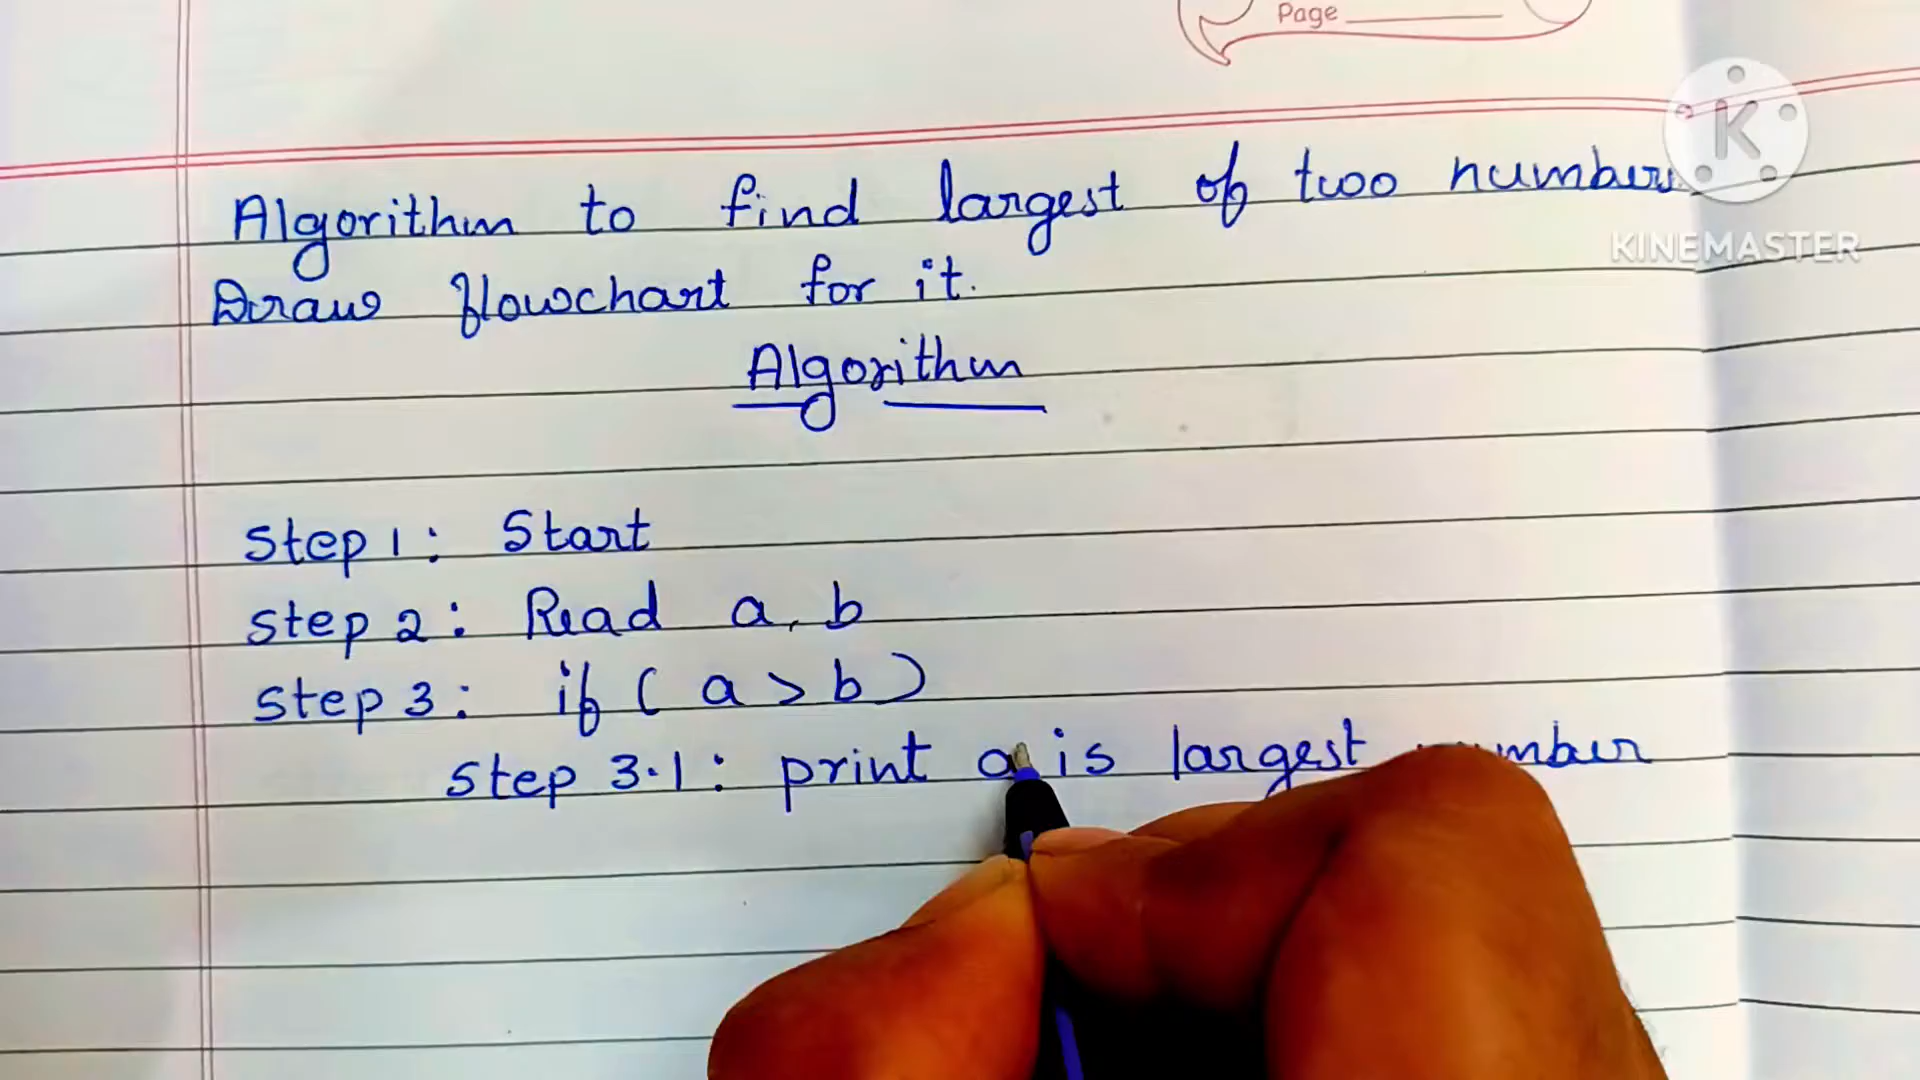 Page
K
KINEMASTER
Algorithm to find largest of two numbers
Draw flowchart for it.
Algorithm
Step 1: Start
Step 2: Read a, b
Step 3: if (a > b)
Step 3.1: print a is largest number